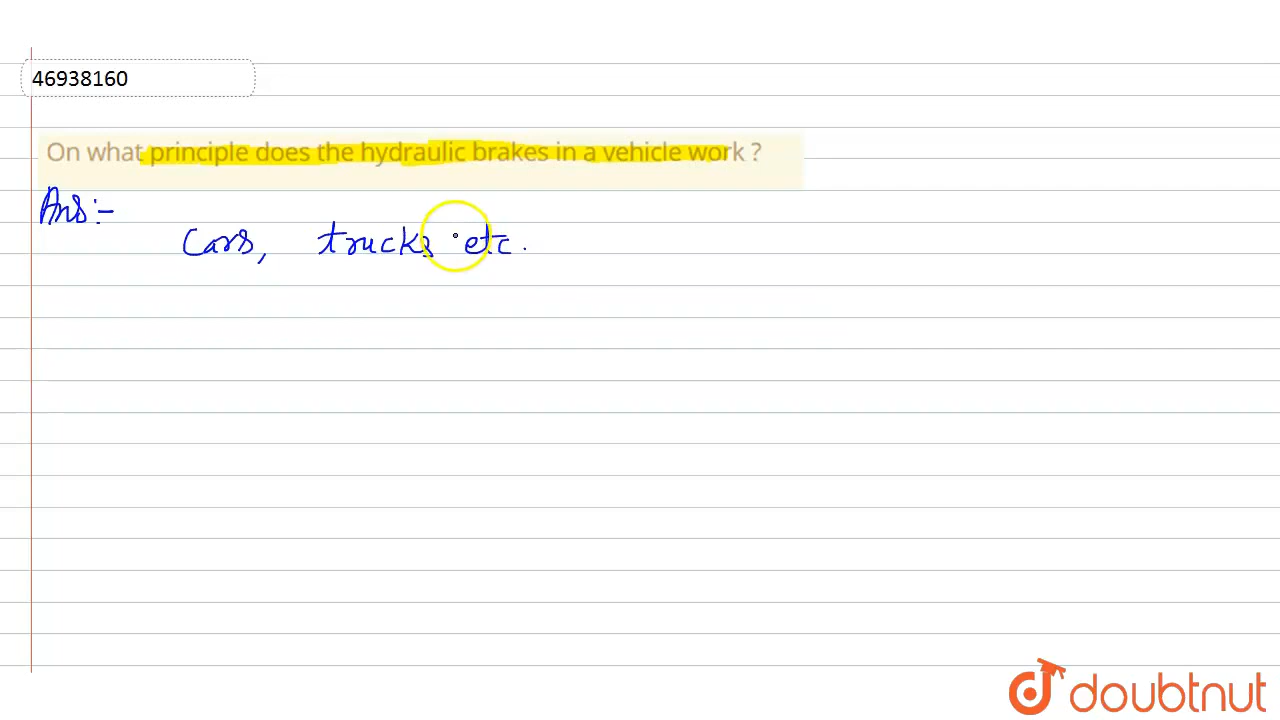 46938160
On what principle does the hydraulic brakes in a vehicle work ?
Ans:-
Cars, trucks etc.
doubtnut